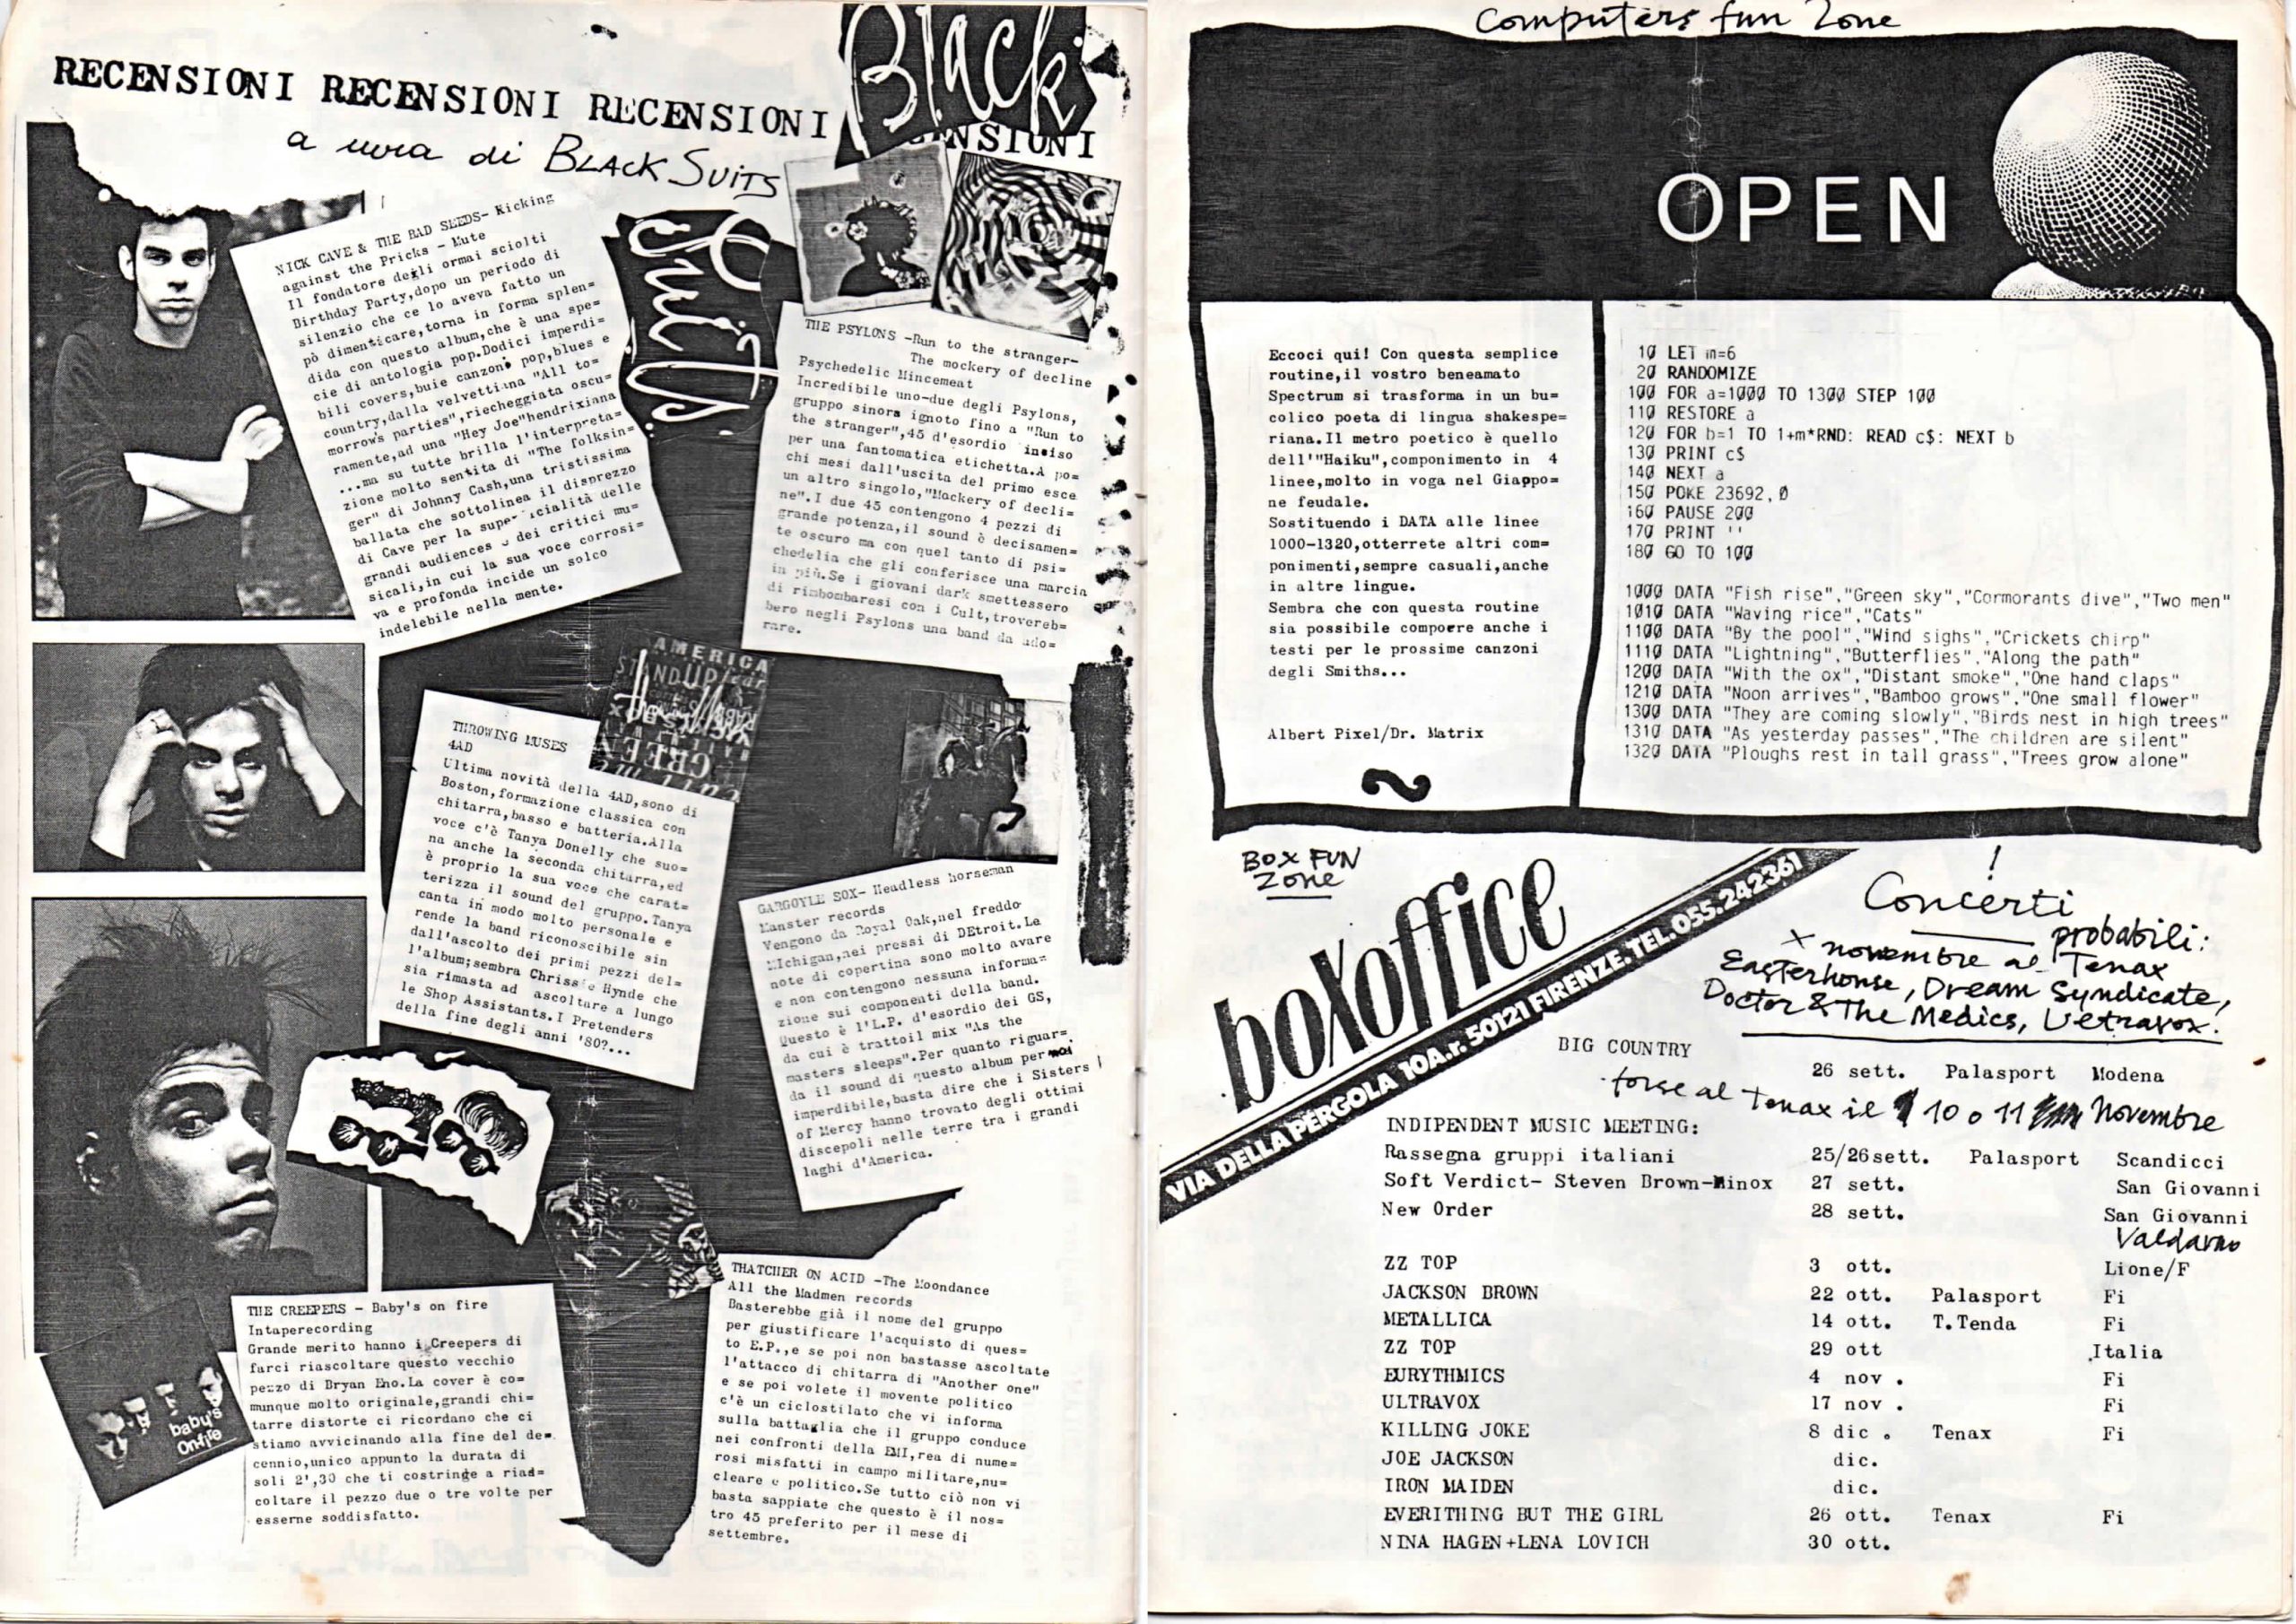 RECENSIONI RECENSIONI RECENSIONI
Black
ENSIONI
a cura di BLACK SUITS
Suits
NICK CAVE & THE BAD SEEDS- Kicking
against the Pricks - Mute
Il fondatore degli ormai sciolti
Birthday Party,dopo un periodo di
silenzio che ce lo aveva fatto un
pò dimenticare,torna in forma splen=
dida con questo album,che è una spe=
cie di antologia pop.Dodici imperdi=
bili covers,buie canzoni pop,blues e
country,dalla velvettiana "All to=
morrow's parties",riecheggiata oscu=
ramente,ad una "Hey Joe"hendrixiana
...ma su tutte brilla l'interpreta=
zione molto sentita di "The folksin=
ger" di Johnny Cash,una tristissima
ballata che sottolinea il disprezzo
di Cave per la superficialità delle
grandi audiences e dei critici mu=
sicali,in cui la sua voce corrosi=
va e profonda incide un solco
indelebile nella mente.
THE PSYLONS -Run to the stranger-
The mockery of decline
Psychedelic Mincemeat
Incredibile uno-due degli Psylons,
gruppo sinora ignoto fino a "Run to
the stranger",45 d'esordio inciso
per una fantomatica etichetta.A po=
chi mesi dall'uscita del primo esce
un altro singolo,"Mockery of decli=
ne".I due 45 contengono 4 pezzi di
grande potenza,il sound è decisamen=
te oscuro ma con quel tanto di psi=
chedelia che gli conferisce una marcia
in più.Se i giovani dark smettessero
di rimbombaresi con i Cult,trovereb=
bero negli Psylons una band da ado=
rare.
AMERICA
STANDUP
GREEN
THROWING MUSES
4AD
Ultima novità della 4AD,sono di
Boston,formazione classica con
chitarra,basso e batteria.Alla
voce c'è Tanya Donelly che suo=
na anche la seconda chitarra,ed
è proprio la sua voce che carat=
terizza il sound del gruppo.Tanya
canta in modo molto personale e
rende la band riconoscibile sin
dall'ascolto dei primi pezzi del=
l'album;sembra Chrissie Hynde che
sia rimasta ad ascoltare a lungo
le Shop Assistants.I Pretenders
della fine degli anni '80?...
GARGOYLE SOX- Headless horseman
Manster records
Vengono da Royal Oak,nel freddo
MIchigan,nei pressi di DEtroit.Le
note di copertina sono molto avare
e non contengono nessuna informa=
zione sui componenti della band.
Questo è l'L.P. d'esordio dei GS,
da cui è trattoil mix "As the
masters sleeps".Per quanto riguar=
da il sound di questo album per noi
imperdibile,basta dire che i Sisters
of Mercy hanno trovato degli ottimi
discepoli nelle terre tra i grandi
laghi d'America.
baby's
On fire
THE CREEPERS - Baby's on fire
Intaperecording
Grande merito hanno i Creepers di
farci riascoltare questo vecchio
pezzo di Bryan Eno.La cover è co=
munque molto originale,grandi chi=
tarre distorte ci ricordano che ci
stiamo avvicinando alla fine del de=
cennio,unico appunto la durata di
soli 2',30 che ti costringe a rias=
coltare il pezzo due o tre volte per
esserne soddisfatto.
THATCHER ON ACID -The Moondance
All the Madmen records
Basterebbe già il nome del gruppo
per giustificare l'acquisto di ques=
to E.P.,e se poi non bastasse ascoltate
l'attacco di chitarra di "Another one"
e se poi volete il movente politico
c'è un ciclostilato che vi informa
sulla battaglia che il gruppo conduce
nei confronti della EMI,rea di nume=
rosi misfatti in campo militare,nu=
cleare e politico.Se tutto ciò non vi
basta sappiate che questo è il nos=
tro 45 preferito per il mese di
settembre.
Computers fun Zone
OPEN
Eccoci qui! Con questa semplice
routine,il vostro beneamato
Spectrum si trasforma in un bu=
colico poeta di lingua shakespe=
riana.Il metro poetico è quello
dell'"Haiku",componimento in 4
linee,molto in voga nel Giappo=
ne feudale.
Sostituendo i DATA alle linee
1000-1320,otterrete altri com=
ponimenti,sempre casuali,anche
in altre lingue.
Sembra che con questa routine
sia possibile comporre anche i
testi per le prossime canzoni
degli Smiths...
Albert Pixel/Dr. Matrix
10 LET m=6
20 RANDOMIZE
100 FOR a=1000 TO 1300 STEP 100
110 RESTORE a
120 FOR b=1 TO 1+m*RND: READ c$: NEXT b
130 PRINT c$
140 NEXT a
150 POKE 23692,0
160 PAUSE 200
170 PRINT ''
180 GO TO 100
1000 DATA "Fish rise","Green sky","Cormorants dive","Two men"
1010 DATA "Waving rice","Cats"
1100 DATA "By the pool","Wind sighs","Crickets chirp"
1110 DATA "Lightning","Butterflies","Along the path"
1200 DATA "With the ox","Distant smoke","One hand claps"
1210 DATA "Noon arrives","Bamboo grows","One small flower"
1300 DATA "They are coming slowly","Birds nest in high trees"
1310 DATA "As yesterday passes","The children are silent"
1320 DATA "Ploughs rest in tall grass","Trees grow alone"
BOX FUN
Zone
boxoffice
VIA DELLA PERGOLA 10A.r. 50121 FIRENZE. TEL.055.242361
! Concerti
probabili:
x novembre al Tenax
Easterhouse, Dream Syndicate,
Doctor & The Medics, Ultravox.
BIG COUNTRY 26 sett. Palasport Modena
forse al Tenax il 10 o 11 Novembre
INDIPENDENT MUSIC MEETING:
Rassegna gruppi italiani 25/26sett. Palasport Scandicci
Soft Verdict- Steven Brown-Minox 27 sett. San Giovanni
New Order 28 sett. San Giovanni
Valdarno
ZZ TOP 3 ott. Lione/F
JACKSON BROWN 22 ott. Palasport Fi
METALLICA 14 ott. T.Tenda Fi
ZZ TOP 29 ott Italia
EURYTHMICS 4 nov . Fi
ULTRAVOX 17 nov . Fi
KILLING JOKE 8 dic . Tenax Fi
JOE JACKSON dic.
IRON MAIDEN dic.
EVERITHING BUT THE GIRL 26 ott. Tenax Fi
NINA HAGEN+LENA LOVICH 30 ott.